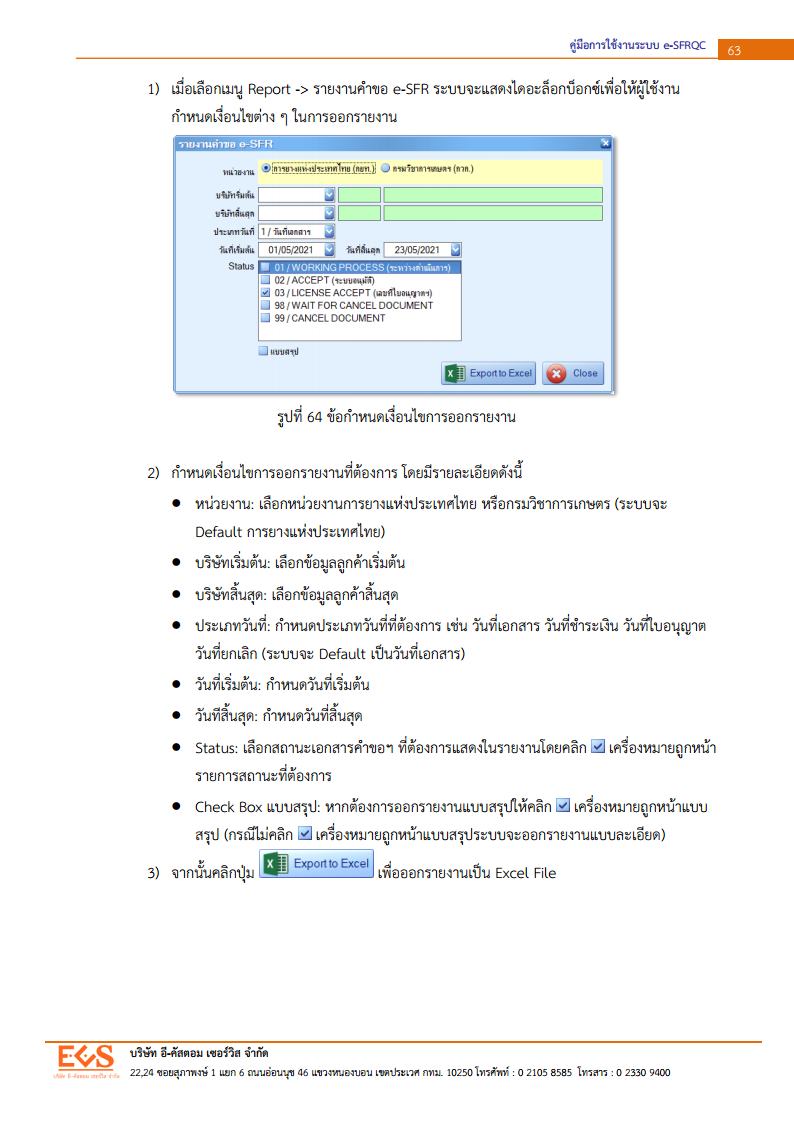 คู่มือการใช้งานระบบ e-SFRQC 63
1) เมื่อเลือกเมนู Report -> รายงานคำขอ e-SFR ระบบจะแสดงไดอะล็อกบ็อกซ์เพื่อให้ผู้ใช้งาน
กำหนดเงื่อนไขต่าง ๆ ในการออกรายงาน
รายงานคำขอ e-SFR
หน่วยงาน การยางแห่งประเทศไทย (กยท.) กรมวิชาการเกษตร (กวก.)
บริษัทเริ่มต้น
บริษัทสิ้นสุด
ประเภทวันที่ 1 / วันที่เอกสาร
วันที่เริ่มต้น 01/05/2021 วันที่สิ้นสุด 23/05/2021
Status 01 / WORKING PROCESS (ระหว่างดำเนินการ)
02 / ACCEPT (ระบบอนุมัติ)
03 / LICENSE ACCEPT (เลขที่ใบอนุญาตฯ)
98 / WAIT FOR CANCEL DOCUMENT
99 / CANCEL DOCUMENT
แบบสรุป
Export to Excel Close
รูปที่ 64 ข้อกำหนดเงื่อนไขการออกรายงาน
2) กำหนดเงื่อนไขการออกรายงานที่ต้องการ โดยมีรายละเอียดดังนี้
● หน่วยงาน: เลือกหน่วยงานการยางแห่งประเทศไทย หรือกรมวิชาการเกษตร (ระบบจะ
Default การยางแห่งประเทศไทย)
● บริษัทเริ่มต้น: เลือกข้อมูลลูกค้าเริ่มต้น
● บริษัทสิ้นสุด: เลือกข้อมูลลูกค้าสิ้นสุด
● ประเภทวันที่: กำหนดประเภทวันที่ที่ต้องการ เช่น วันที่เอกสาร วันที่ชำระเงิน วันที่ใบอนุญาต
วันที่ยกเลิก (ระบบจะ Default เป็นวันที่เอกสาร)
● วันที่เริ่มต้น: กำหนดวันที่เริ่มต้น
● วันทีสิ้นสุด: กำหนดวันที่สิ้นสุด
● Status: เลือกสถานะเอกสารคำขอฯ ที่ต้องการแสดงในรายงานโดยคลิก เครื่องหมายถูกหน้า
รายการสถานะที่ต้องการ
● Check Box แบบสรุป: หากต้องการออกรายงานแบบสรุปให้คลิก เครื่องหมายถูกหน้าแบบ
สรุป (กรณีไม่คลิก เครื่องหมายถูกหน้าแบบสรุประบบจะออกรายงานแบบละเอียด)
3) จากนั้นคลิกปุ่ม Export to Excel เพื่อออกรายงานเป็น Excel File
ECS
บริษัท อี-คัสตอม เซอร์วิส จำกัด
บริษัท อี-คัสตอม เซอร์วิส จำกัด
22,24 ซอยสุภาพงษ์ 1 แยก 6 ถนนอ่อนนุช 46 แขวงหนองบอน เขตประเวศ กทม. 10250 โทรศัพท์ : 0 2105 8585 โทรสาร : 0 2330 9400